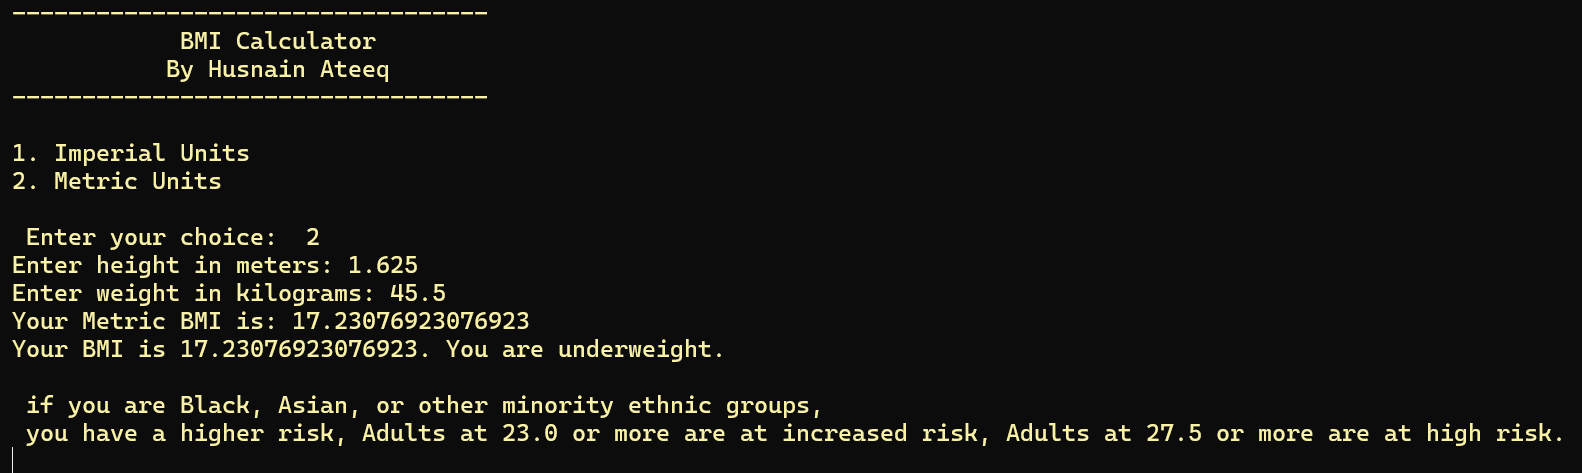 ----------------------------------
BMI Calculator
By Husnain Ateeq
----------------------------------
1. Imperial Units
2. Metric Units
Enter your choice:  2
Enter height in meters: 1.625
Enter weight in kilograms: 45.5
Your Metric BMI is: 17.23076923076923
Your BMI is 17.23076923076923. You are underweight.
if you are Black, Asian, or other minority ethnic groups,
you have a higher risk, Adults at 23.0 or more are at increased risk, Adults at 27.5 or more are at high risk.